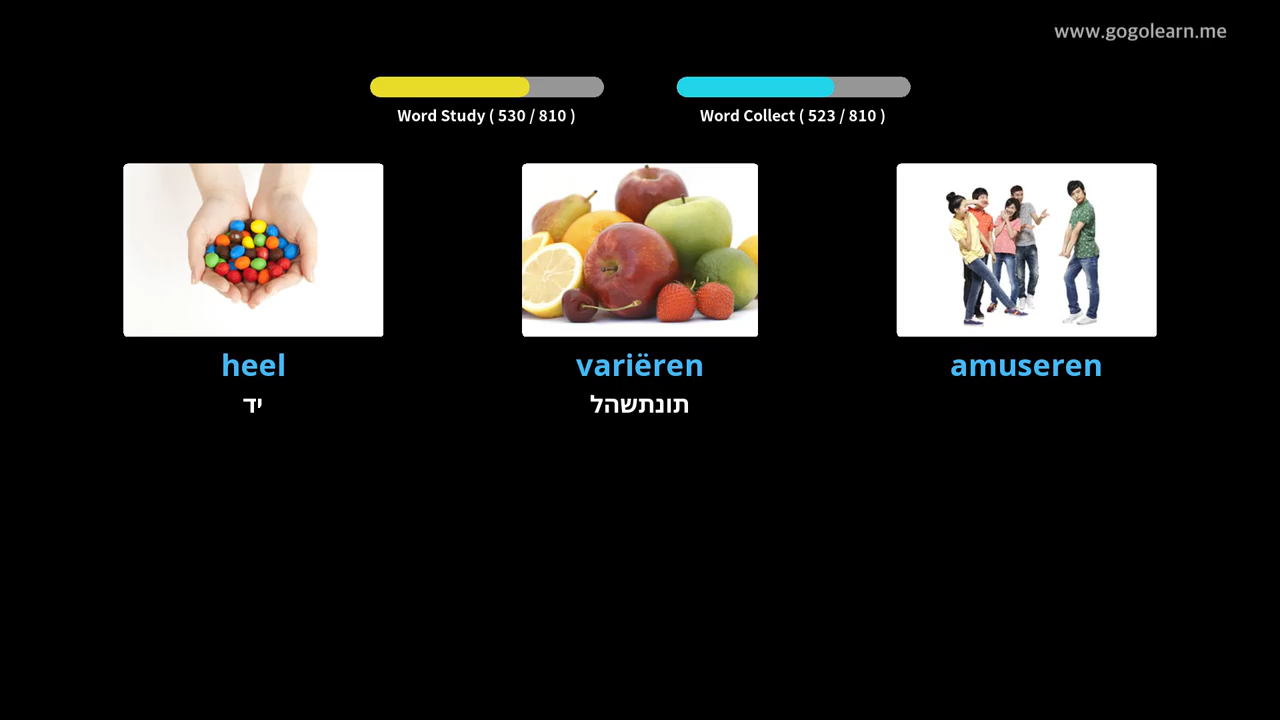 www.gogolearn.me
Word Study ( 530 / 810 )
Word Collect ( 523 / 810 )
heel
variëren
amuseren
יד
תונתשהל